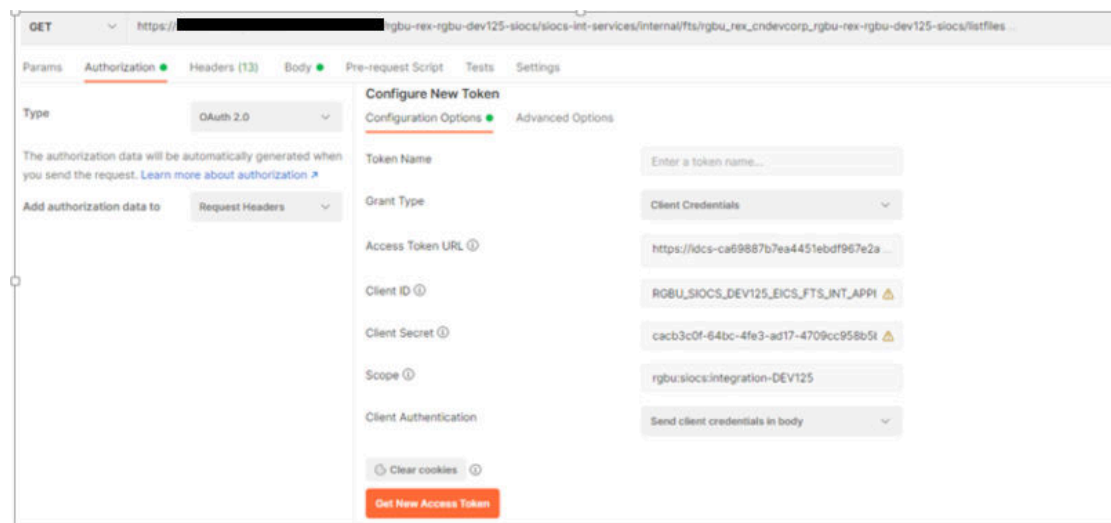 GET https:// /rgbu-rex-rgbu-dev125-siocs/siocs-int-services/internal/fts/rgbu_rex_cndevcorp_rgbu-rex-rgbu-dev125-siocs/listfiles ...
Params Authorization Headers (13) Body Pre-request Script Tests Settings
Type
OAuth 2.0
The authorization data will be automatically generated when
you send the request. Learn more about authorization ↗
Add authorization data to
Request Headers
Configure New Token
Configuration Options Advanced Options
Token Name
Enter a token name...
Grant Type
Client Credentials
Access Token URL
https://idcs-ca69887b7ea4451ebdf967e2a ...
Client ID
RGBU_SIOCS_DEV125_EICS_FTS_INT_APPI
Client Secret
cacb3c0f-64bc-4fe3-ad17-4709cc958b5
Scope
rgbu:siocs:integration-DEV125
Client Authentication
Send client credentials in body
Clear cookies
Get New Access Token